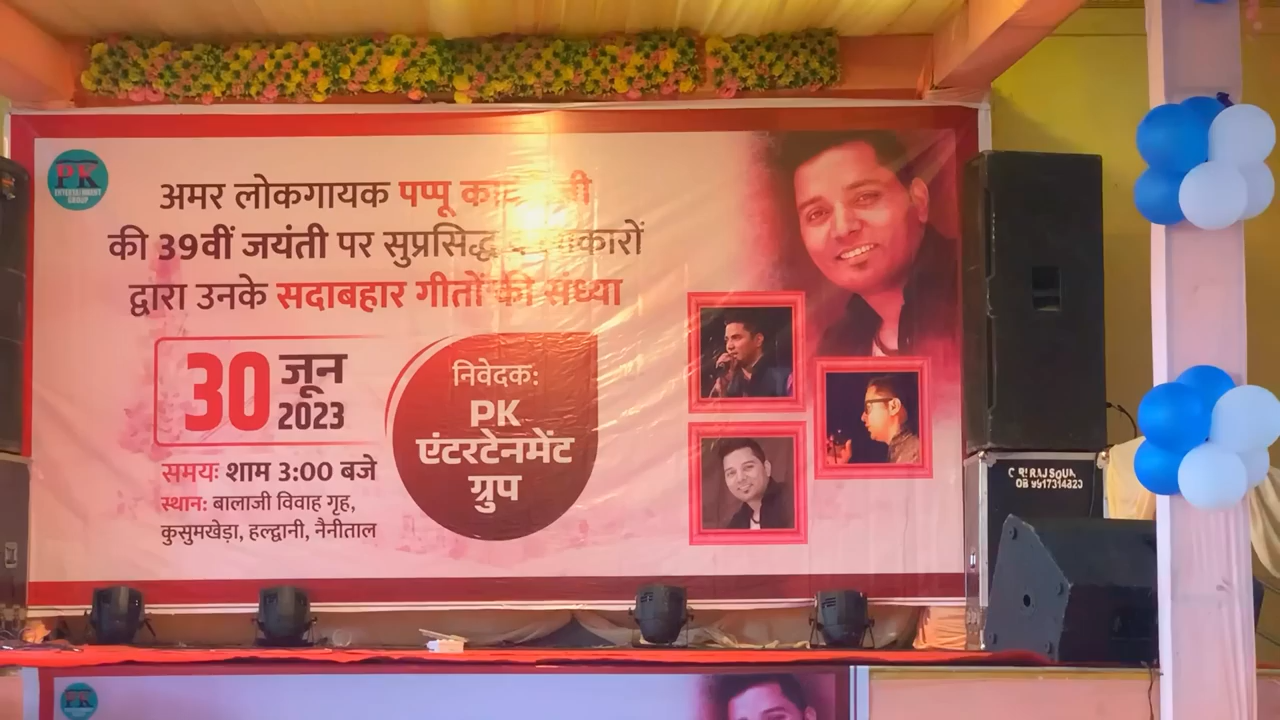 PK
ENTERTAINMENT
GROUP
अमर लोकगायक पप्पू
की 39वीं जयंती पर सुप्रसिद्ध
द्वारा उनके सदाबहार गीतों की संध्या
30 जून
2023
समयः शाम 3:00 बजे
स्थान: बालाजी विवाह गृह,
कुसुमखेड़ा, हल्द्वानी, नैनीताल
निवेदक:
PK
एंटरटेनमेंट
ग्रुप
PK